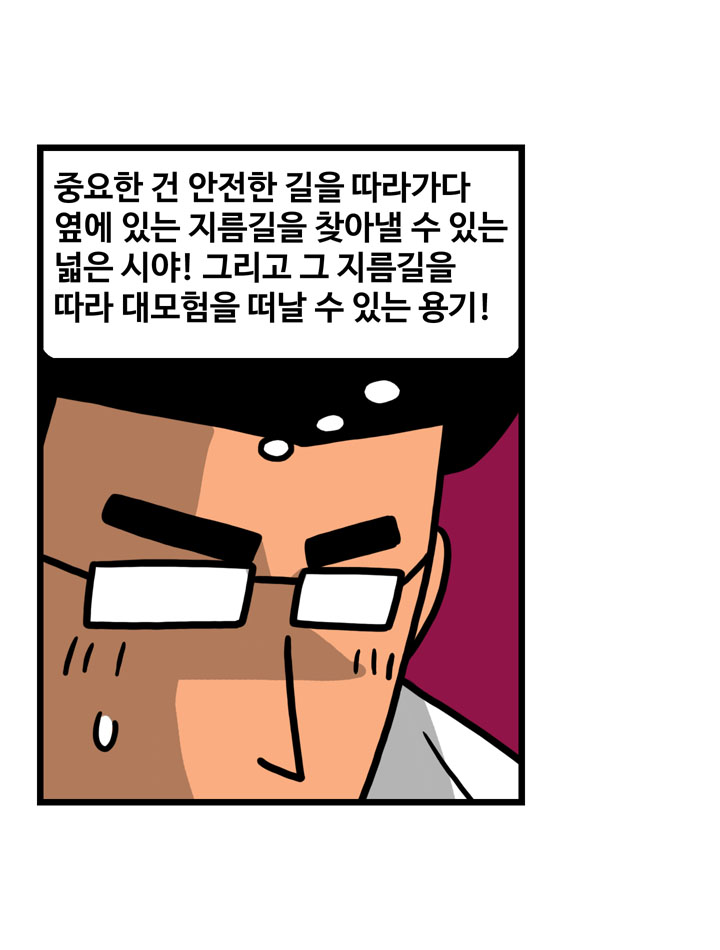 중요한 건 안전한 길을 따라가다
옆에 있는 지름길을 찾아낼 수 있는
넓은 시야! 그리고 그 지름길을
따라 대모험을 떠날 수 있는 용기!